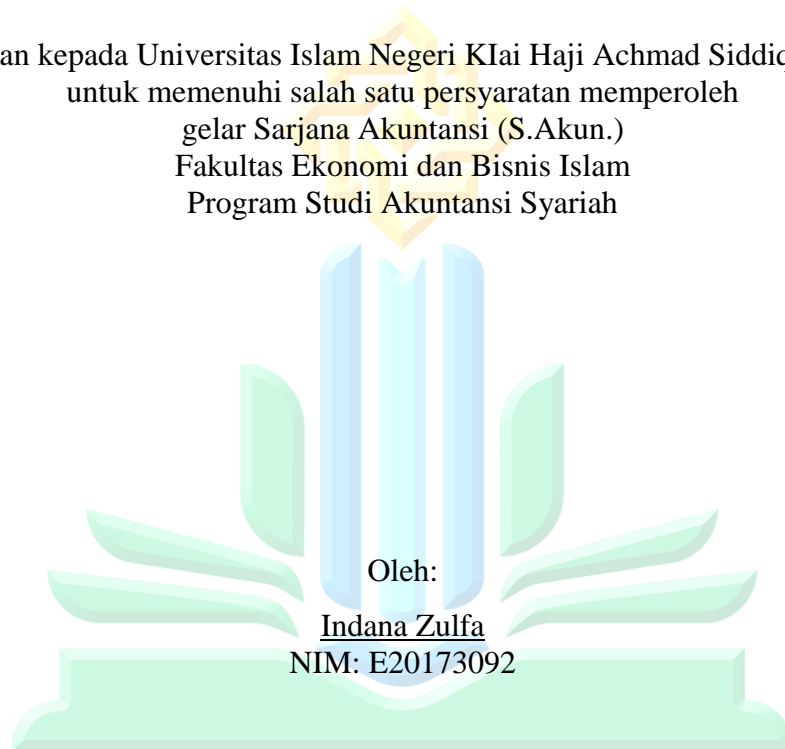 an kepada Universitas Islam Negeri KIai Haji Achmad Siddiq
untuk memenuhi salah satu persyaratan memperoleh
gelar Sarjana Akuntansi (S.Akun.)
Fakultas Ekonomi dan Bisnis Islam
Program Studi Akuntansi Syariah
Oleh:
Indana Zulfa
NIM: E20173092